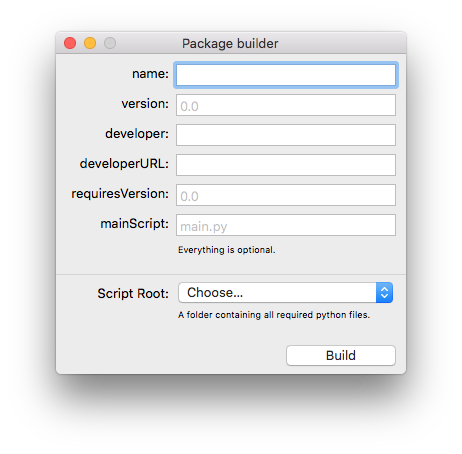 Package builder
name:
version: 0.0
developer:
developerURL:
requiresVersion: 0.0
mainScript: main.py
Everything is optional.
Script Root: Choose...
A folder containing all required python files.
Build